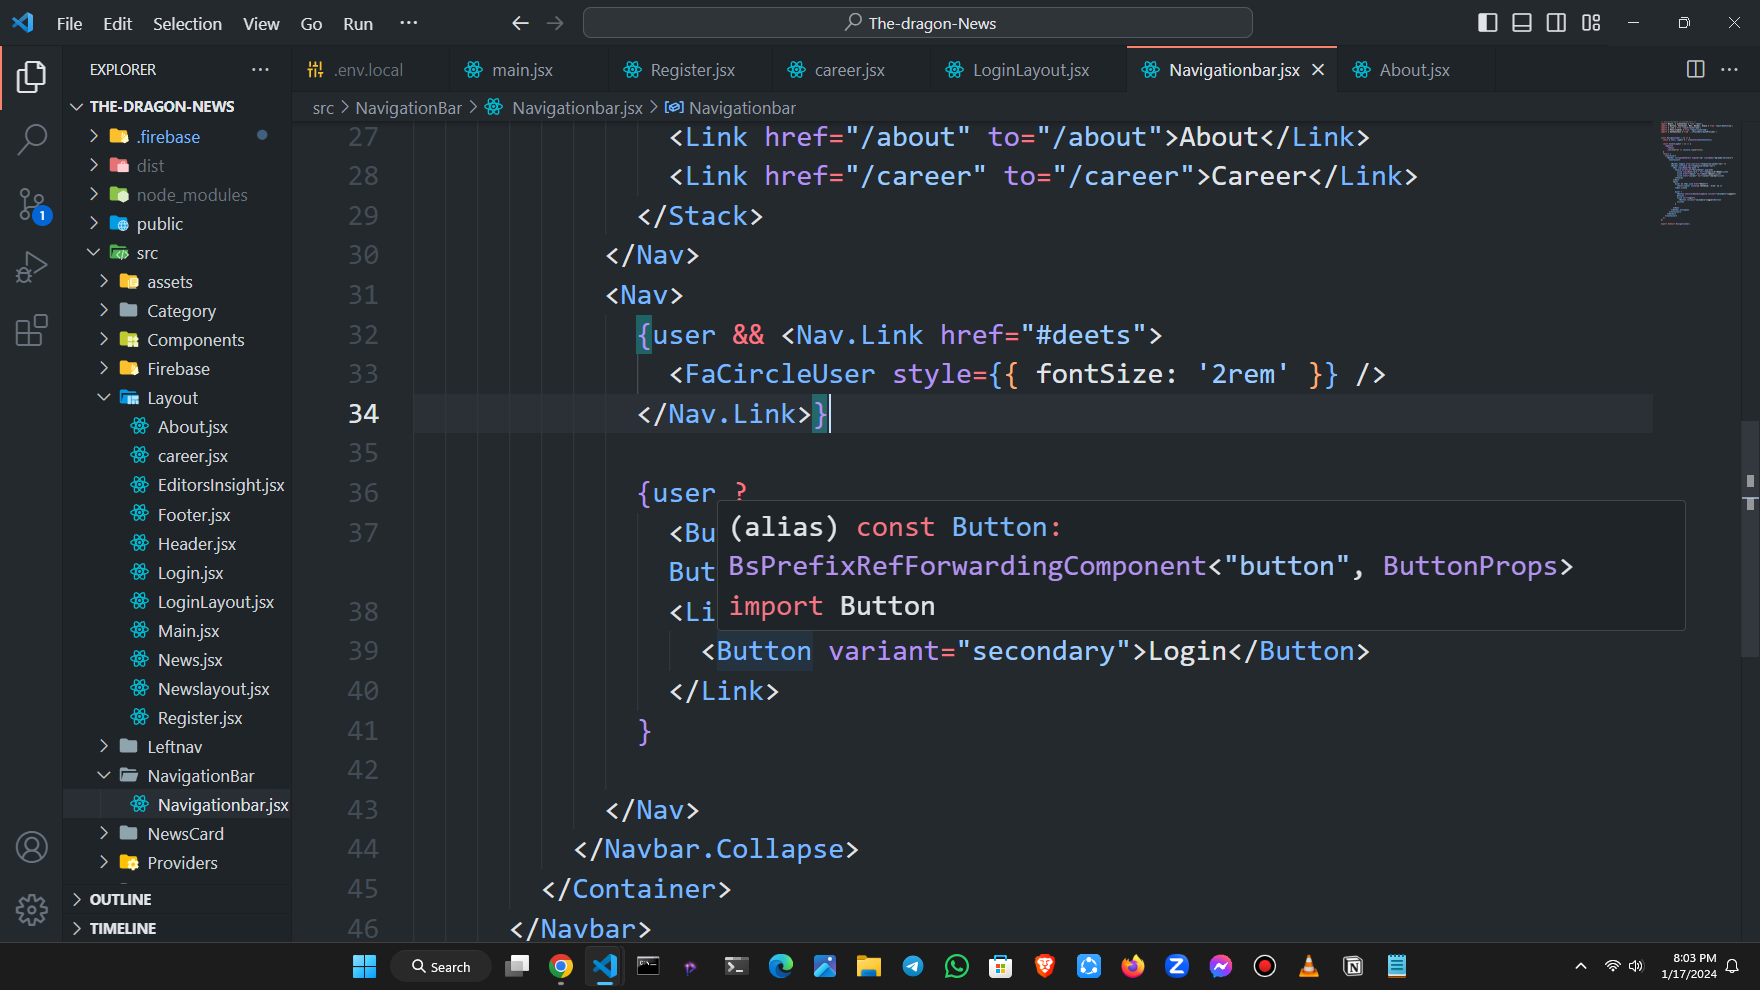 File Edit Selection View Go Run ···
The-dragon-News
EXPLORER ···
.env.local main.jsx Register.jsx career.jsx LoginLayout.jsx Navigationbar.jsx About.jsx ···
src > NavigationBar > Navigationbar.jsx > Navigationbar
THE-DRAGON-NEWS
.firebase
dist
node_modules
public
src
assets
Category
Components
Firebase
Layout
About.jsx
career.jsx
EditorsInsight.jsx
Footer.jsx
Header.jsx
Login.jsx
LoginLayout.jsx
Main.jsx
News.jsx
Newslayout.jsx
Register.jsx
Leftnav
NavigationBar
Navigationbar.jsx
NewsCard
Providers
OUTLINE
TIMELINE
1
27 <Link href="/about" to="/about">About</Link>
28 <Link href="/career" to="/career">Career</Link>
29 </Stack>
30 </Nav>
31 <Nav>
32 {user && <Nav.Link href="#deets">
33 <FaCircleUser style={{ fontSize: '2rem' }} />
34 </Nav.Link>}
35
36 {user ?
37 <Bu
But
38 <Li
(alias) const Button:
BsPrefixRefForwardingComponent<"button", ButtonProps>
import Button
39 <Button variant="secondary">Login</Button>
40 </Link>
41 }
42
43 </Nav>
44 </Navbar.Collapse>
45 </Container>
46 </Navbar>
Search
8:03 PM
1/17/2024